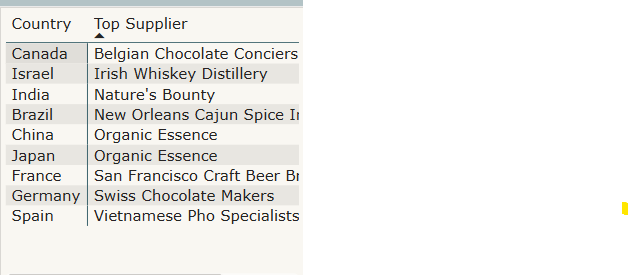 Country Top Supplier
Canada Belgian Chocolate Conciers
Israel Irish Whiskey Distillery
India Nature's Bounty
Brazil New Orleans Cajun Spice
China Organic Essence
Japan Organic Essence
France San Francisco Craft Beer
Germany Swiss Chocolate Makers
Spain Vietnamese Pho Specialists